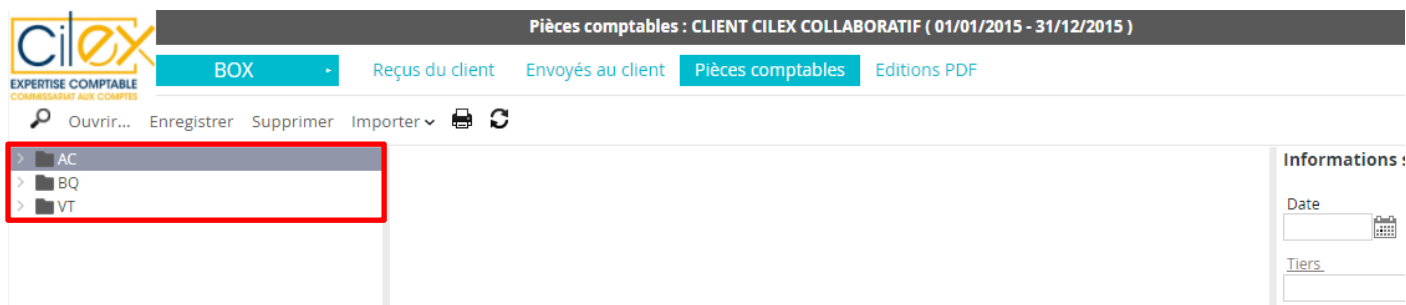 Cilex
EXPERTISE COMPTABLE
COMMISSARIAT AUX COMPTES
Pièces comptables : CLIENT CILEX COLLABORATIF ( 01/01/2015 - 31/12/2015 )
BOX Reçus du client Envoyés au client Pièces comptables Editions PDF
Ouvrir... Enregistrer Supprimer Importer
AC
BQ
VT
Informations s
Date
Tiers